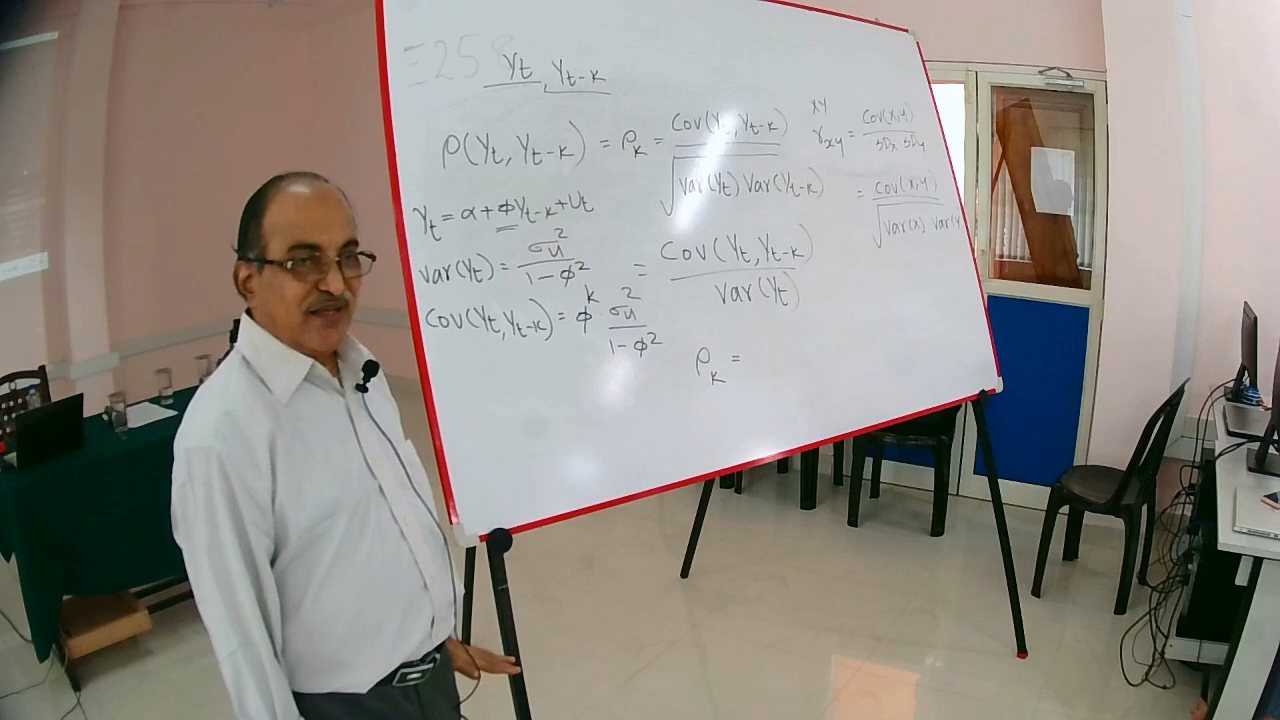 =25
Yt Yt-k
ρ(Yt, Yt-k) = ρk = Cov(Y , Yt-k) / √Var(Yt) Var(Yt-k)
xy
rxy = Cov(x,y) / SDx SDy
= Cov(x,y) / √Var(x) Var(y
Yt = α + ϕYt-k + Ut
Var(Yt) = σu² / 1-ϕ²
= Cov(Yt, Yt-k) / Var(Yt)
Cov(Yt, Yt-k) = ϕ^k σu² / 1-ϕ²
ρk =